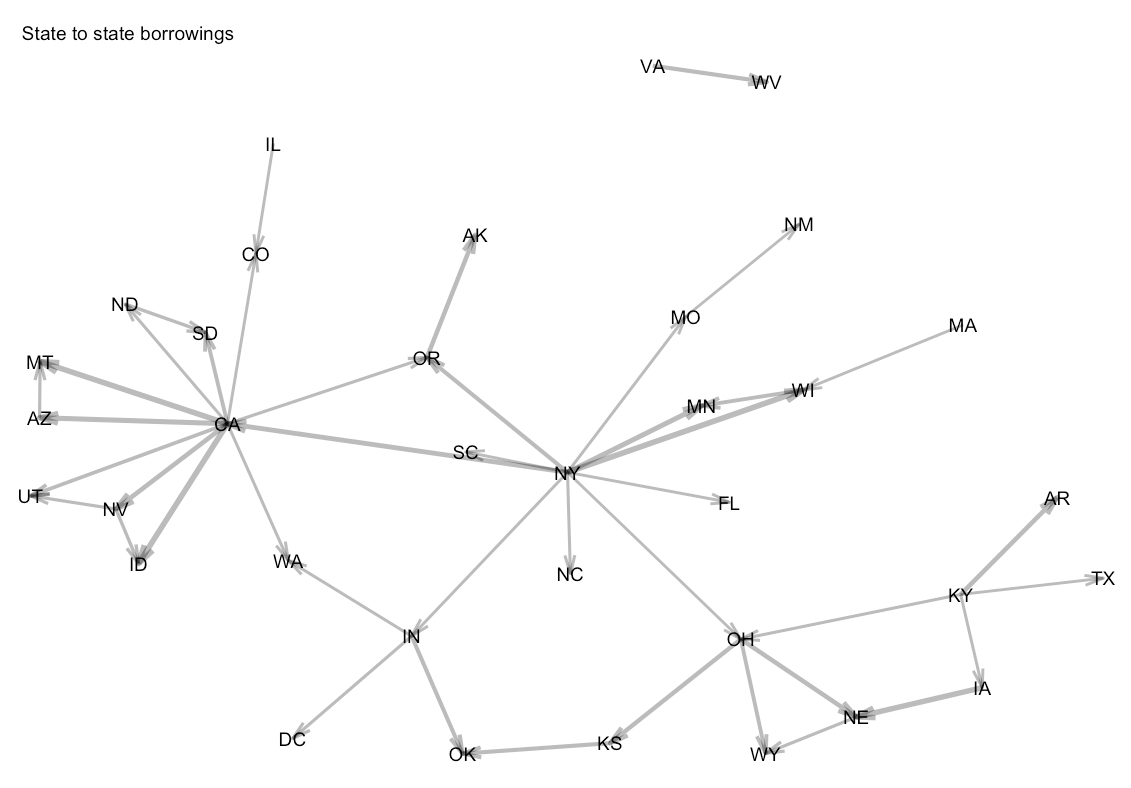 State to state borrowings
VA
WV
IL
NM
AK
CO
ND
MO
MA
SD
OR
MT
WI
MN
AZ
CA
SC
NY
UT
AR
FL
NV
WA
ID
NC
TX
KY
IN
OH
IA
NE
DC
KS
OK
WY